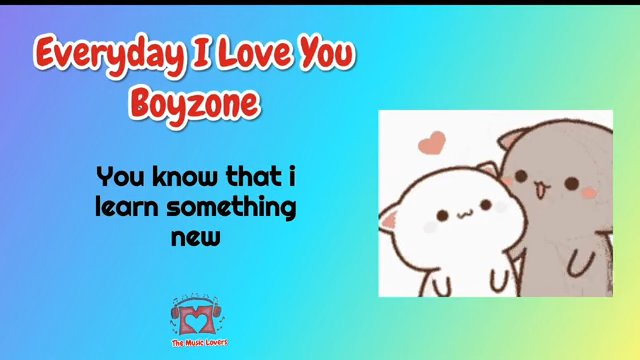 Everyday I Love You
Boyzone
You know that i
learn something
new
The Music Lovers